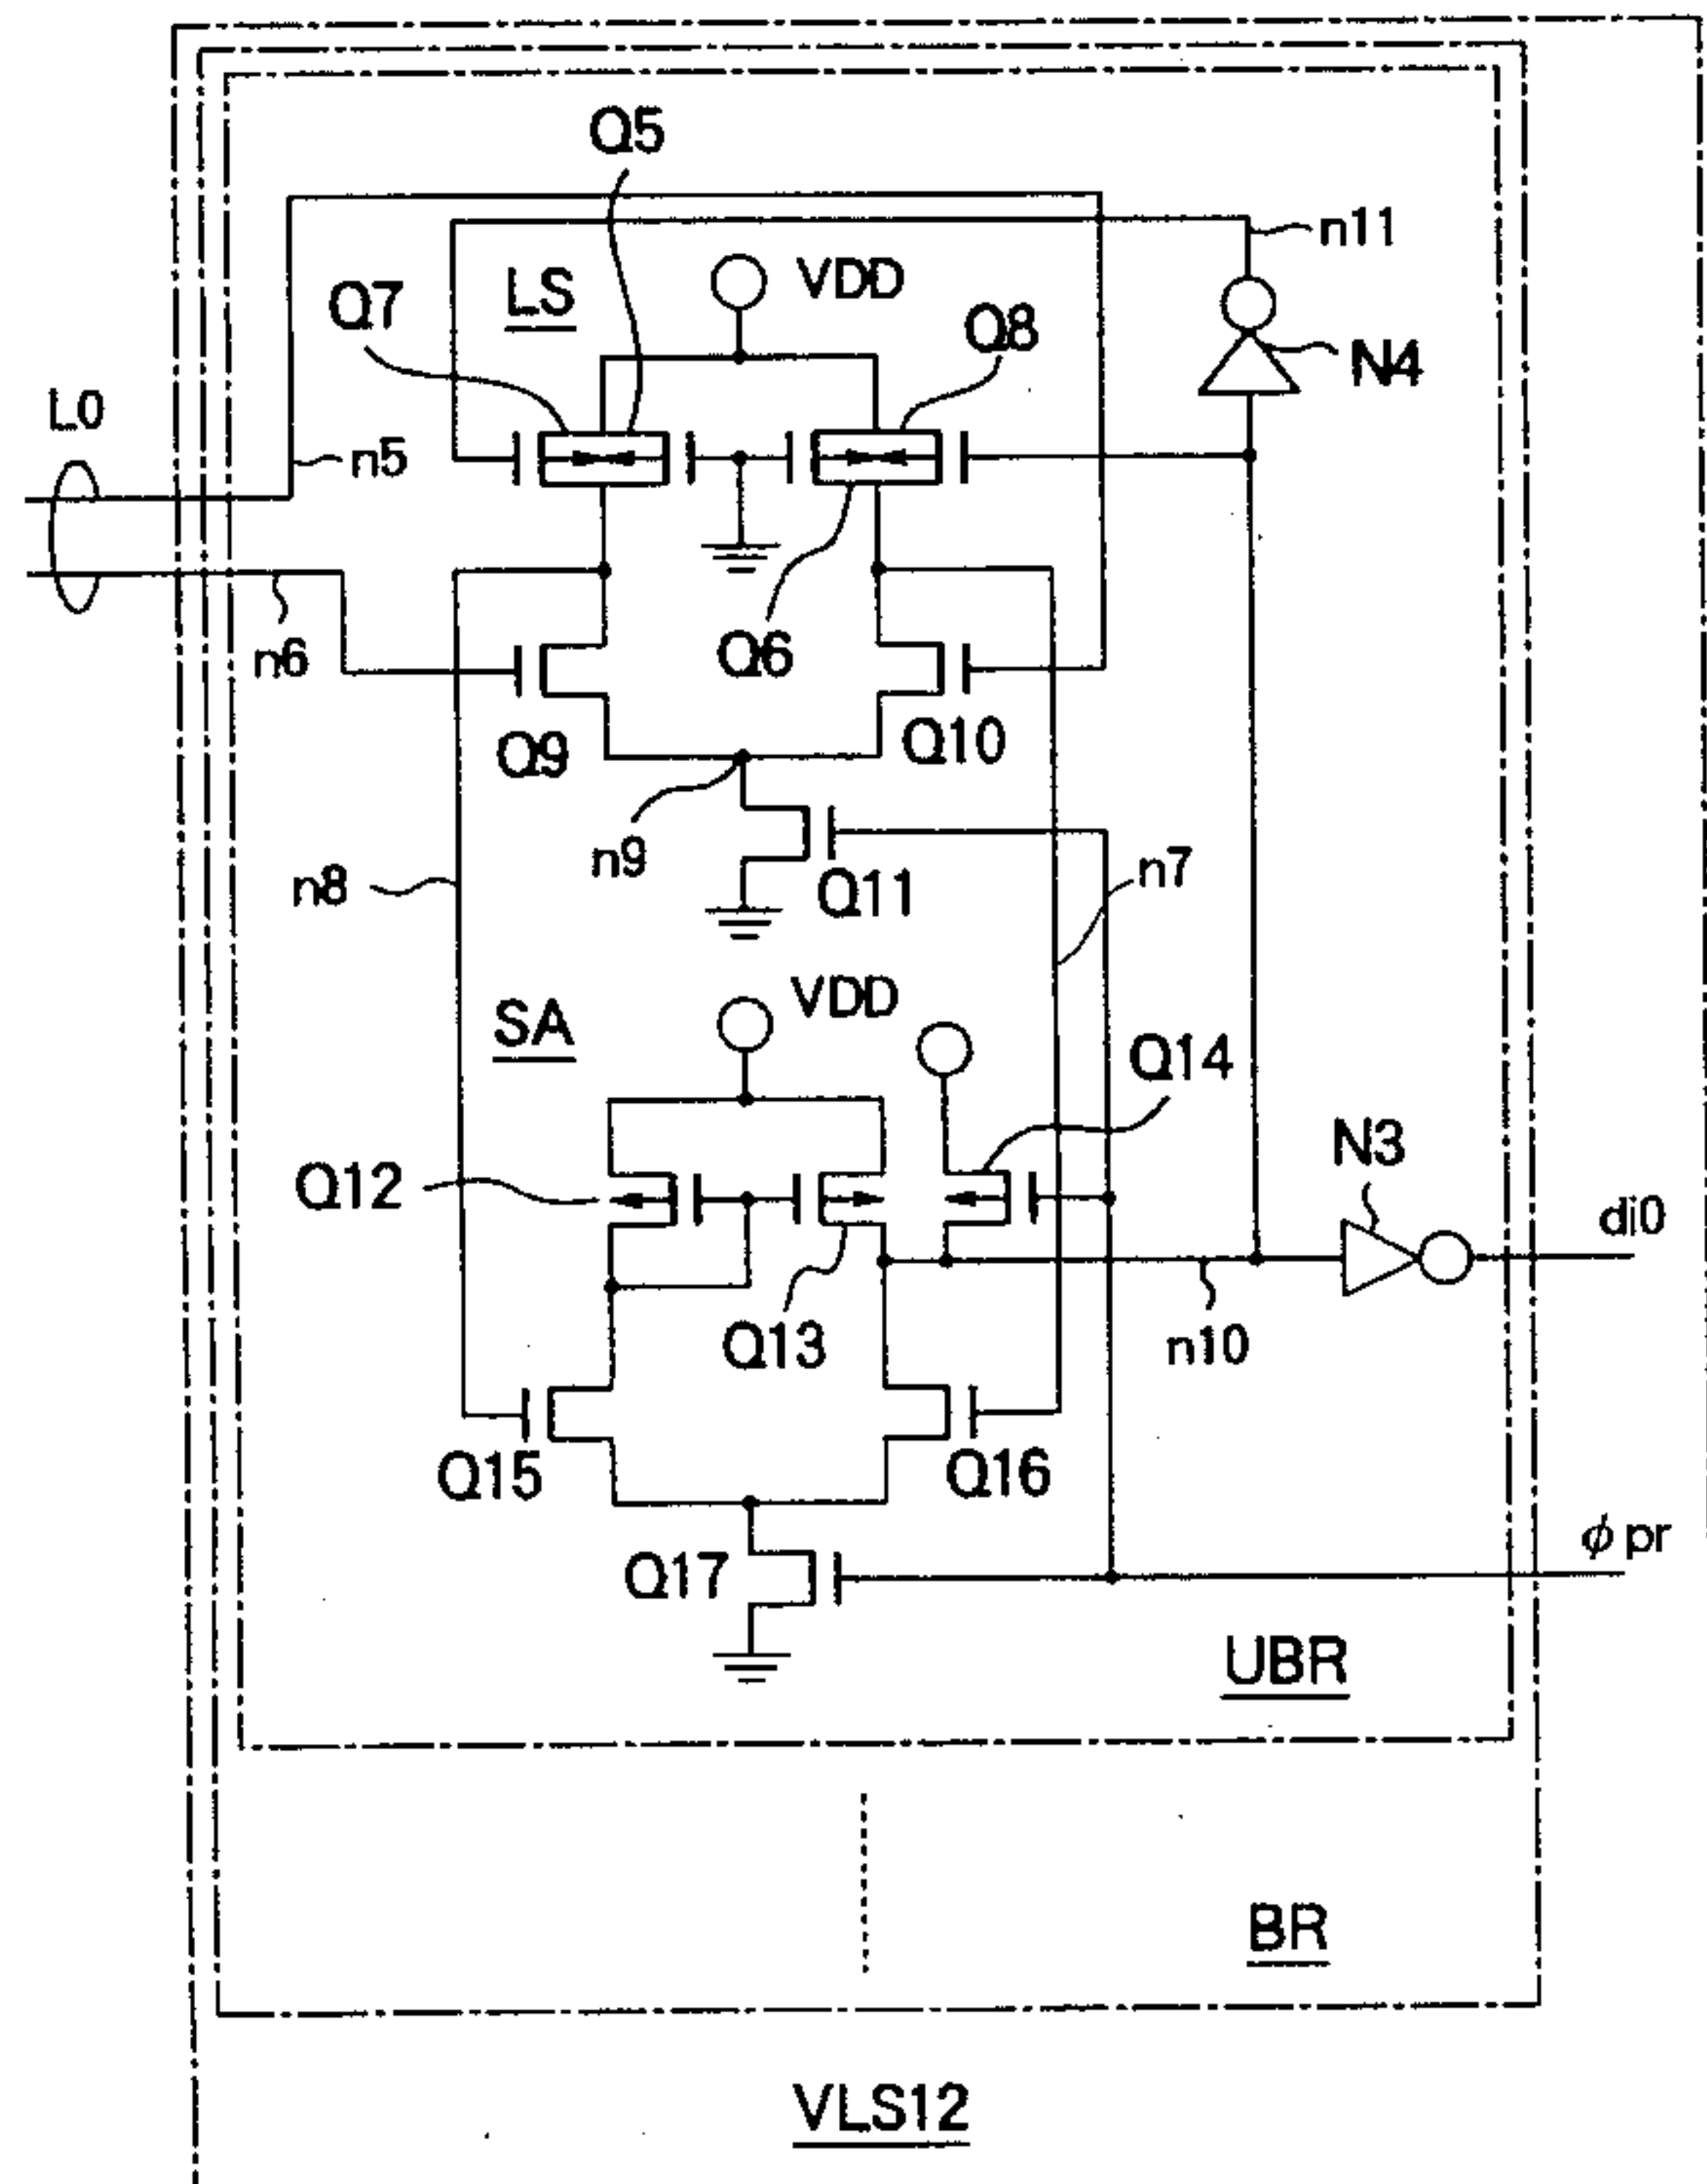 Q5
n11
LS
VDD
Q7
Q8
N4
L0
n5
n6
Q6
Q9
Q10
n9
n8
Q11
n7
SA
VDD
Q14
Q12
N3
di0
Q13
n10
Q15
Q16
φpr
Q17
UBR
BR
VLS12